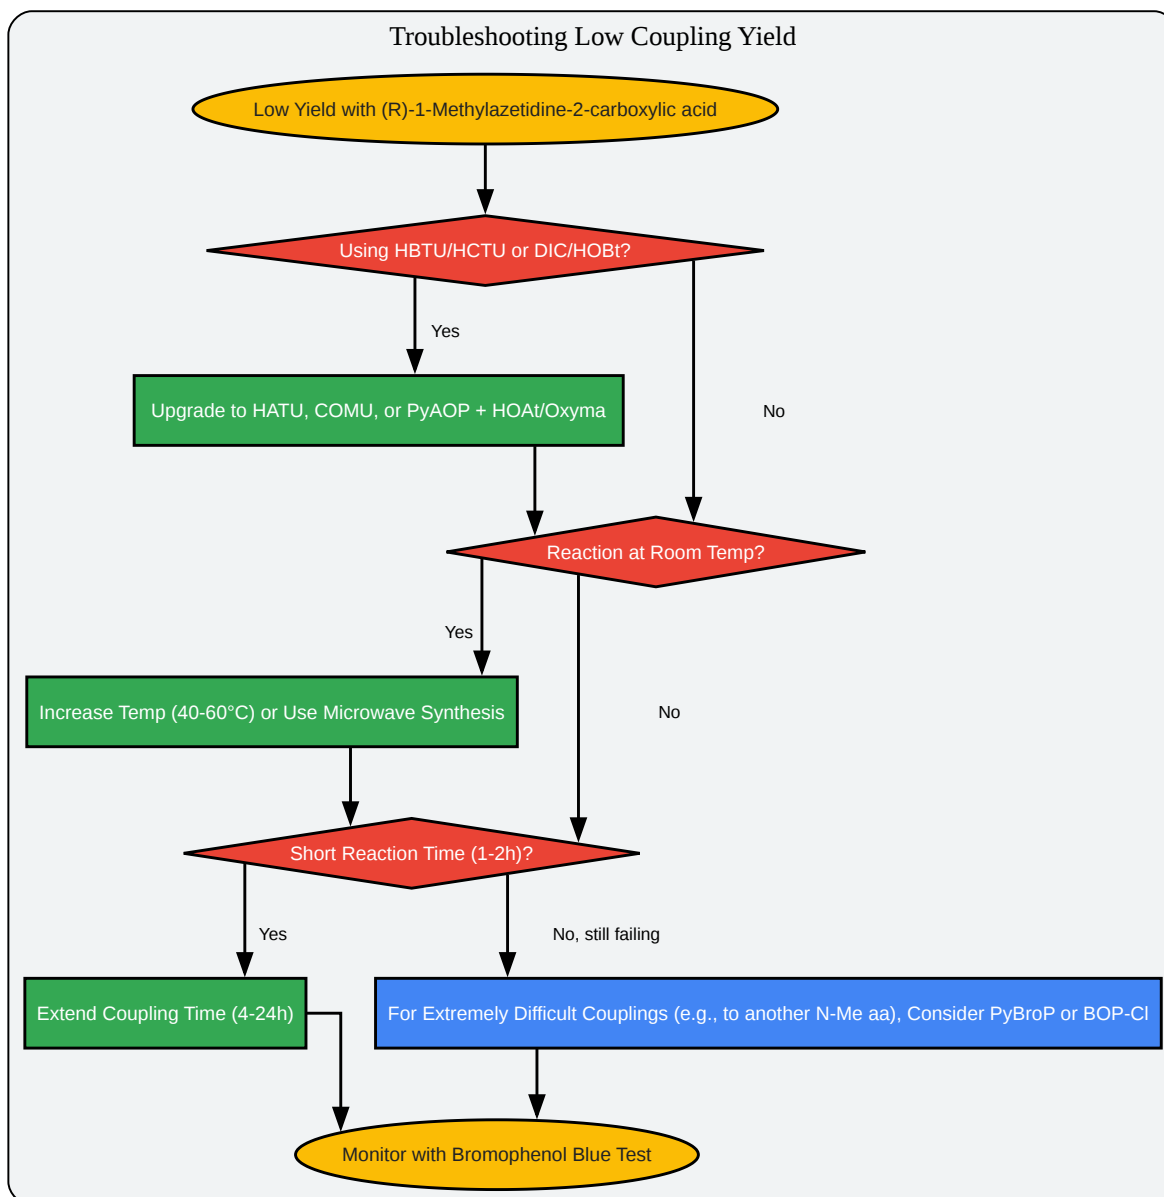 Troubleshooting Low Coupling Yield
Low Yield with (R)-1-Methylazetidine-2-carboxylic acid
Using HBTU/HCTU or DIC/HOBt?
Yes
Upgrade to HATU, COMU, or PyAOP + HOAt/Oxyma
No
Reaction at Room Temp?
Yes
Increase Temp (40-60°C) or Use Microwave Synthesis
No
Short Reaction Time (1-2h)?
Yes
No, still failing
Extend Coupling Time (4-24h)
For Extremely Difficult Couplings (e.g., to another N-Me aa), Consider PyBroP or BOP-Cl
Monitor with Bromophenol Blue Test